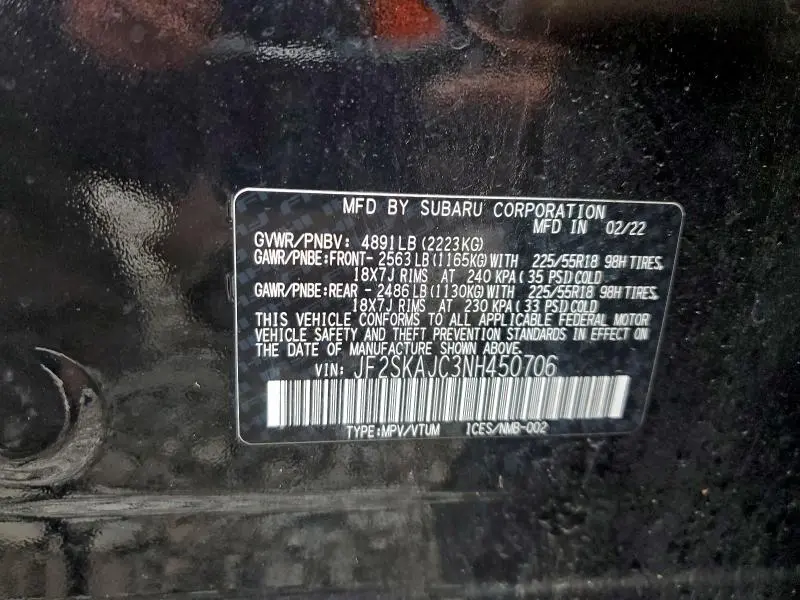 MFD BY SUBARU CORPORATION
MFD IN 02/22
GVWR/PNBV: 4891LB (2223KG)
GAWR/PNBE:FRONT- 2563LB (1165KG) WITH 225/55R18 98H TIRES,
18X7J RIMS AT 240 KPA (35 PSI) COLD
GAWR/PNBE:REAR - 2486LB (1130KG) WITH 225/55R18 98H TIRES,
18X7J RIMS AT 230 KPA (33 PSI) COLD
THIS VEHICLE CONFORMS TO ALL APPLICABLE FEDERAL MOTOR
VEHICLE SAFETY AND THEFT PREVENTION STANDARDS IN EFFECT ON
THE DATE OF MANUFACTURE SHOWN ABOVE.
VIN: JF2SKAJC3NH450706
TYPE:MPV/VTUM ICES/NMB-002